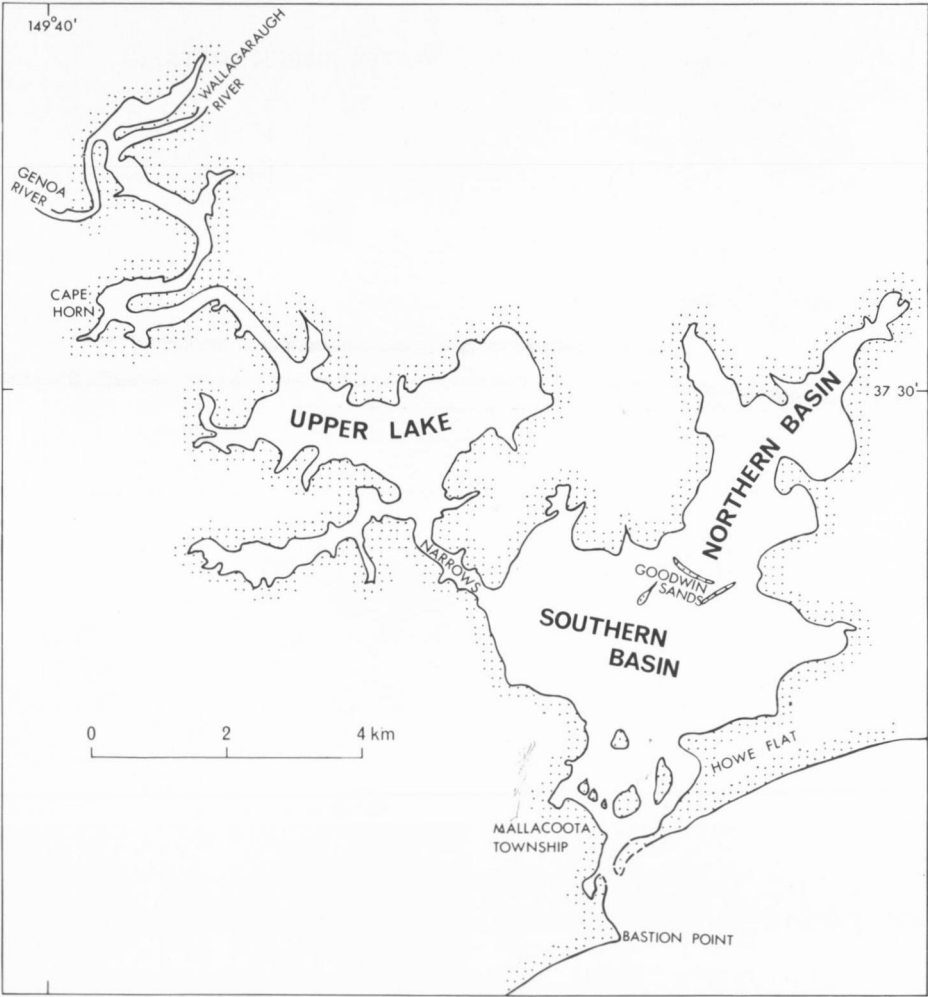 149°40'
WALLAGARAUGH
RIVER
GENOA
RIVER
CAPE
HORN
37 30'
UPPER LAKE
NORTHERN BASIN
NARROWS
GOODWIN
SANDS
SOUTHERN
BASIN
0 2 4 km
HOWE FLAT
MALLACOOTA
TOWNSHIP
BASTION POINT